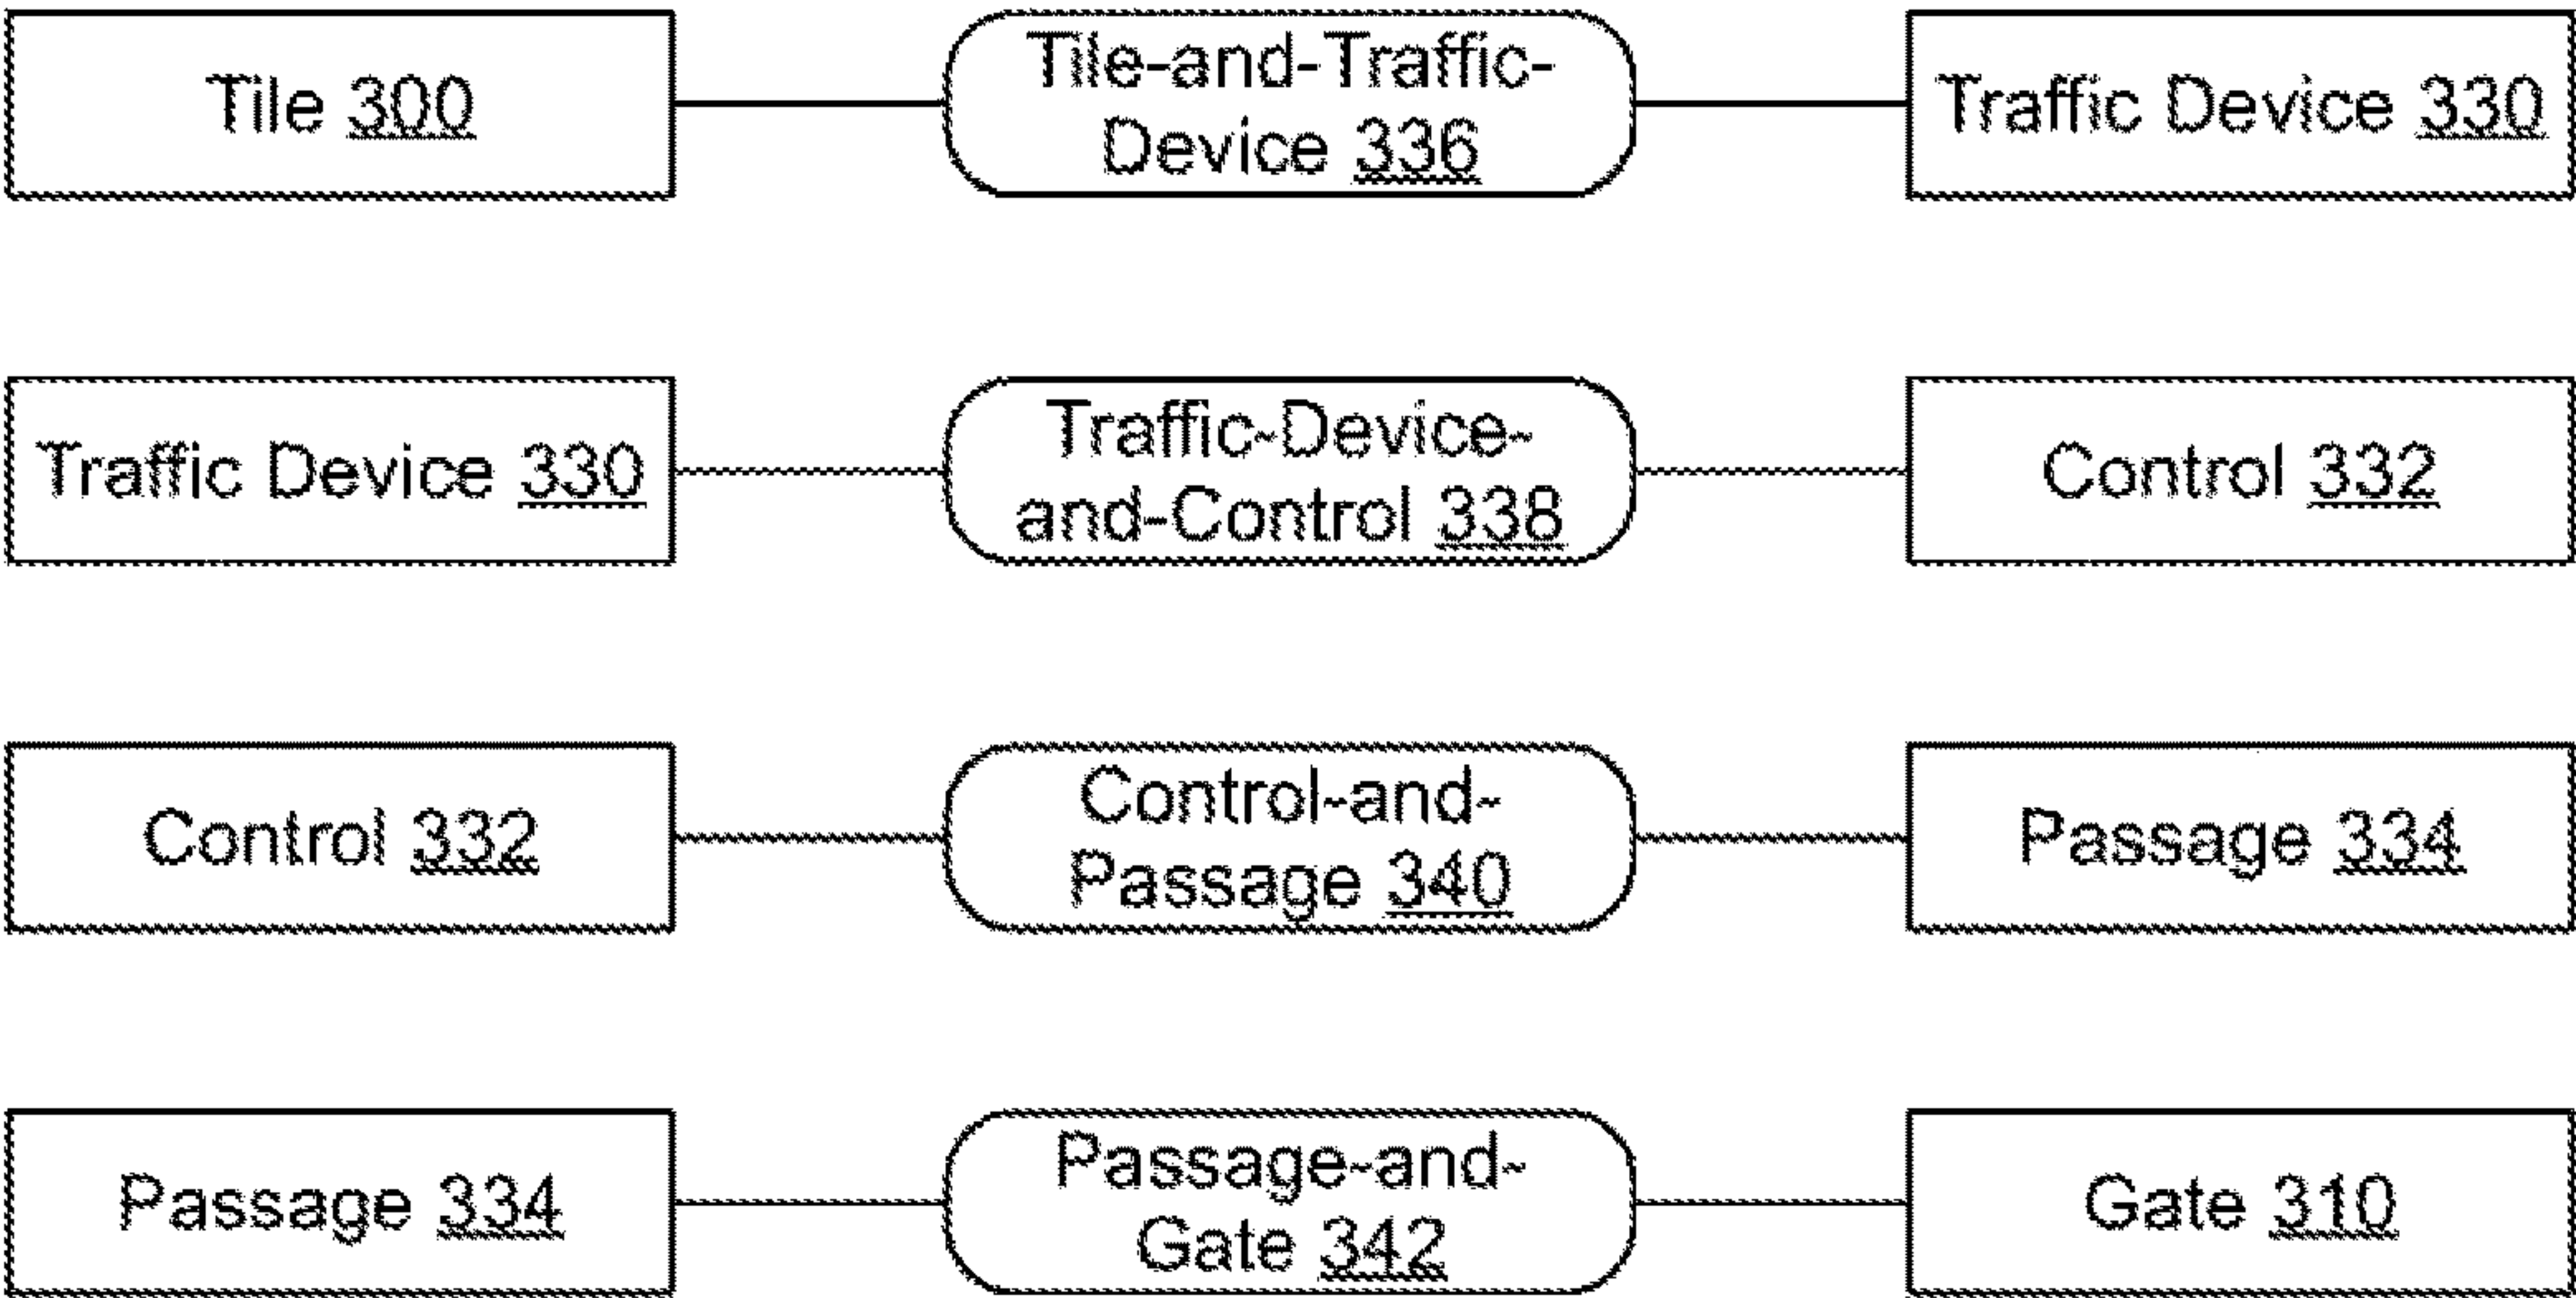 Tile 300
Tile-and-Traffic-
Device 336
Traffic Device 330
Traffic Device 330
Traffic-Device-
and-Control 338
Control 332
Control 332
Control-and-
Passage 340
Passage 334
Passage 334
Passage-and-
Gate 342
Gate 310